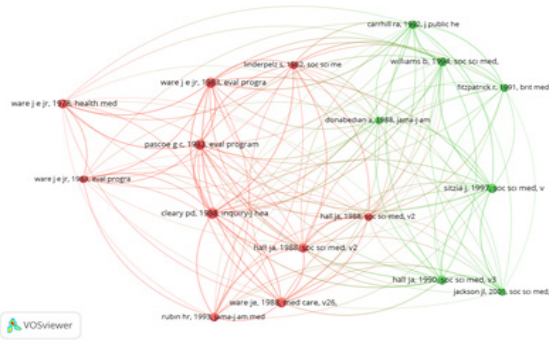 carrhill ra, 1992, j public he
williams b, 1994, soc sci med,
linderpelz s, 1982, soc sci me
ware j e jr, 1983, eval progra
fitzpatrick r, 1991, brit med
ware j e jr, 1978, health med
donabedian a, 1988, jama-j am
pascoe g c, 1983, eval program
ware j e jr, eval progra
sitzia j, 1997, soc sci med, v
cleary pd, 1988, inquiry-j hea
hall ja, 1988, soc sci med, v2
hall ja, 1988, soc sci med, v2
hall ja, 1990, soc sci med, v3
jackson jl, 2001, soc sci med,
ware je, 1988, med care, v26,
rubin hr, 1993, jama-j am med
VOSviewer